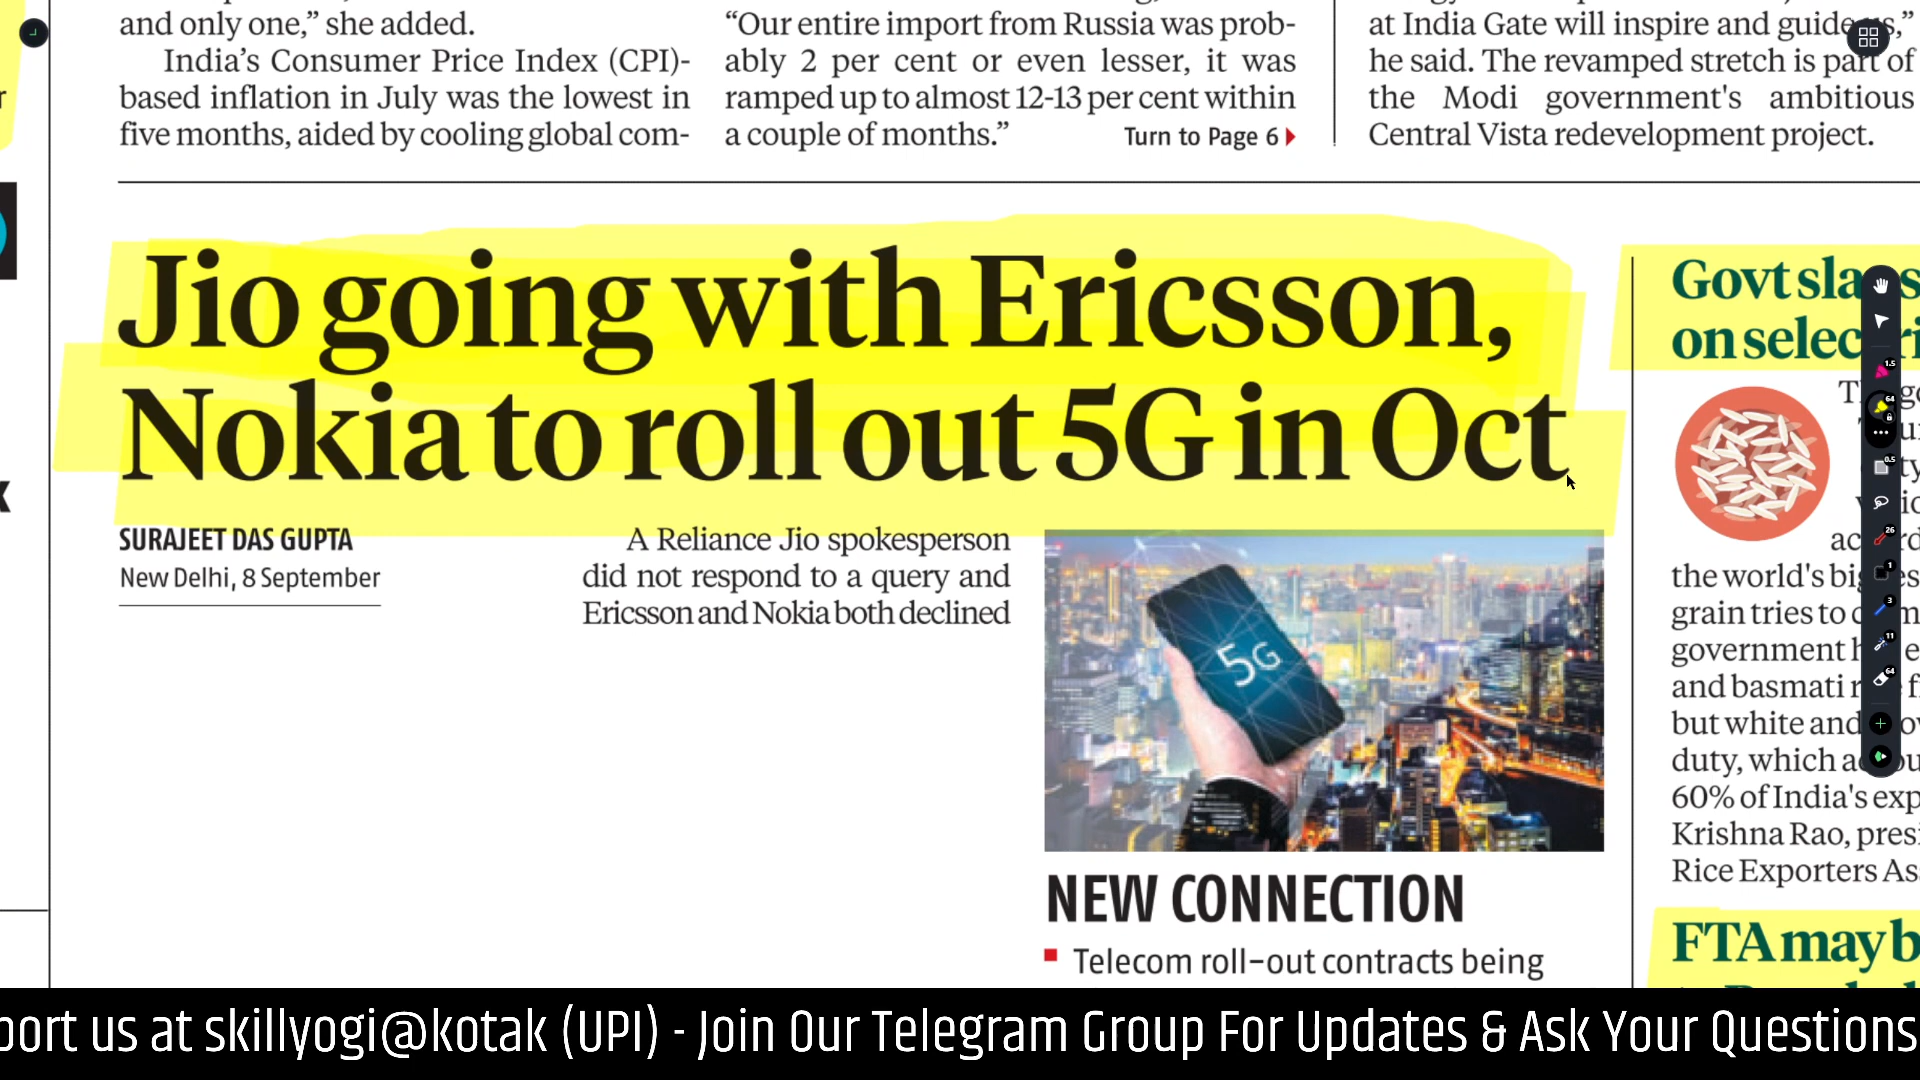 and only one,” she added.
India’s Consumer Price Index (CPI)-
based inflation in July was the lowest in
five months, aided by cooling global com-
“Our entire import from Russia was prob-
ably 2 per cent or even lesser, it was
ramped up to almost 12-13 per cent within
a couple of months.”
Turn to Page 6
at India Gate will inspire and guide
he said. The revamped stretch is part of
the Modi government's ambitious
Central Vista redevelopment project.
Jio going with Ericsson,
Nokia to roll out 5G in Oct
SURAJEET DAS GUPTA
New Delhi, 8 September
A Reliance Jio spokesperson
did not respond to a query and
Ericsson and Nokia both declined
5G
NEW CONNECTION
Telecom roll-out contracts being
Govt
on
the world's
grain tries to
government
and basmati
but white and
duty, which
60% of India's
Krishna Rao,
Rice Exporters
FTA may
port us at skillyogi@kotak (UPI) - Join Our Telegram Group For Updates & Ask Your Questions